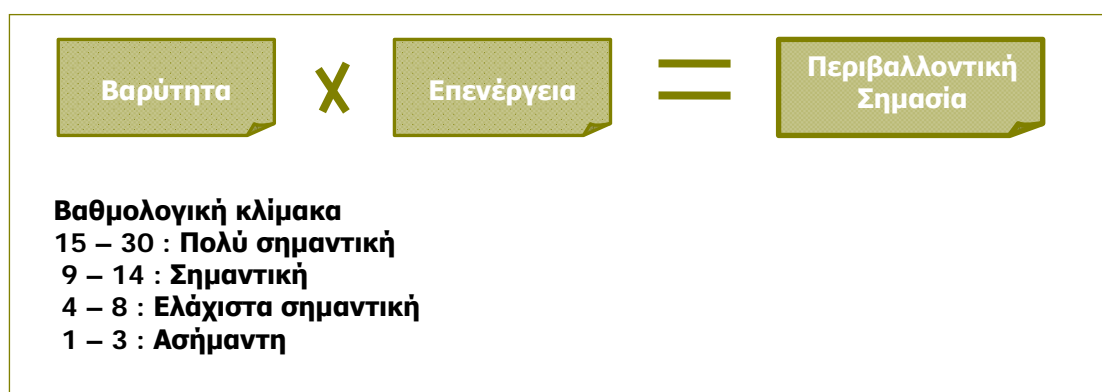 Βαρύτητα X Επενέργεια = Περιβαλλοντική Σημασία
Βαθμολογική κλίμακα
15 – 30 : Πολύ σημαντική
9 – 14 : Σημαντική
4 – 8 : Ελάχιστα σημαντική
1 – 3 : Ασήμαντη